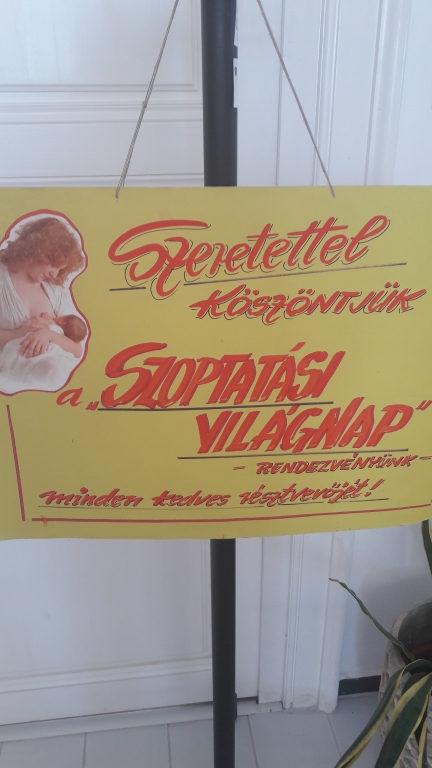 Szeretettel
KÖSZÖNTJÜK
a „SZOPTATÁSI
VILÁGNAP"
- RENDEZVÉNYÜNK -
minden kedves résztvevőjét!